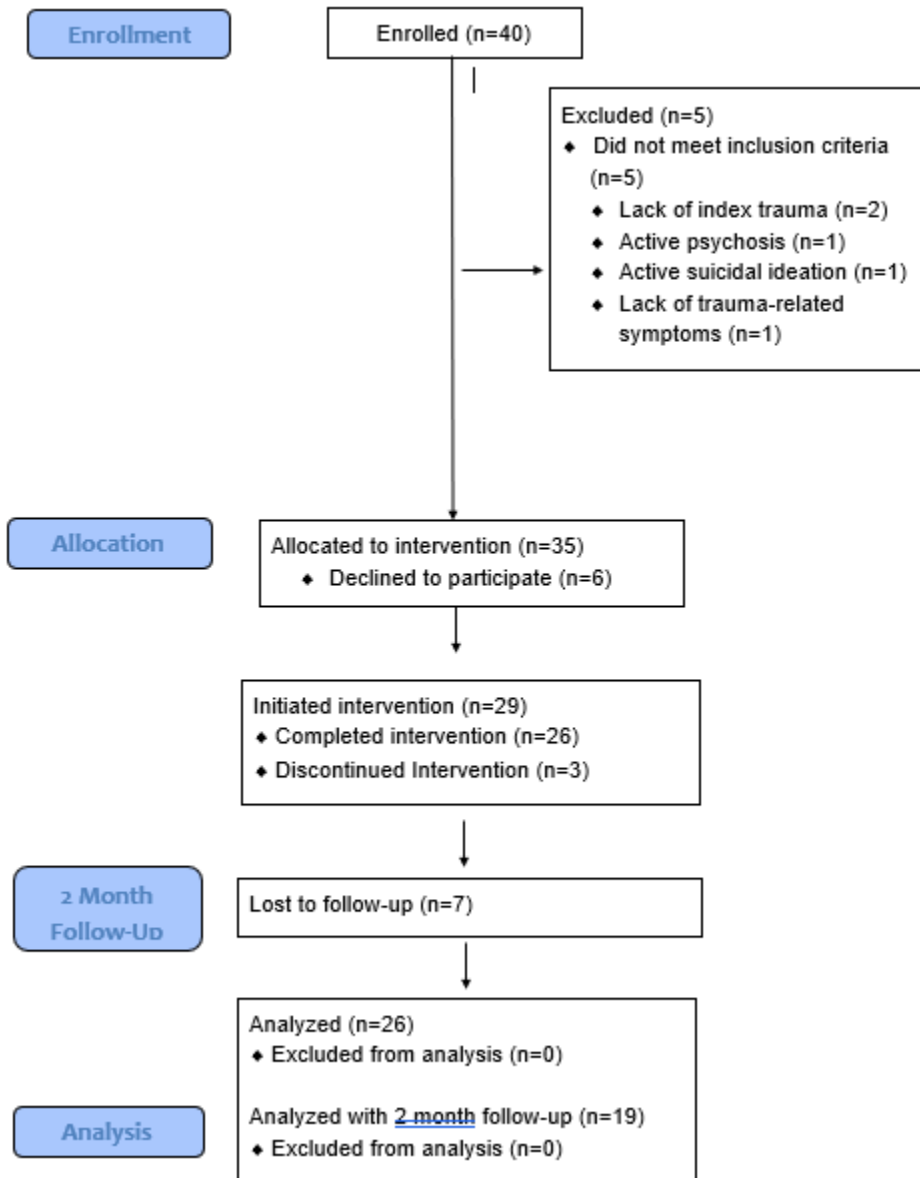 Enrollment
Enrolled (n=40)
Excluded (n=5)
◆ Did not meet inclusion criteria
(n=5)
◆ Lack of index trauma (n=2)
◆ Active psychosis (n=1)
◆ Active suicidal ideation (n=1)
◆ Lack of trauma-related
symptoms (n=1)
Allocation
Allocated to intervention (n=35)
◆ Declined to participate (n=6)
Initiated intervention (n=29)
◆ Completed intervention (n=26)
◆ Discontinued Intervention (n=3)
2 Month
Follow-Up
Lost to follow-up (n=7)
Analyzed (n=26)
◆ Excluded from analysis (n=0)
Analyzed with 2 month follow-up (n=19)
◆ Excluded from analysis (n=0)
Analysis